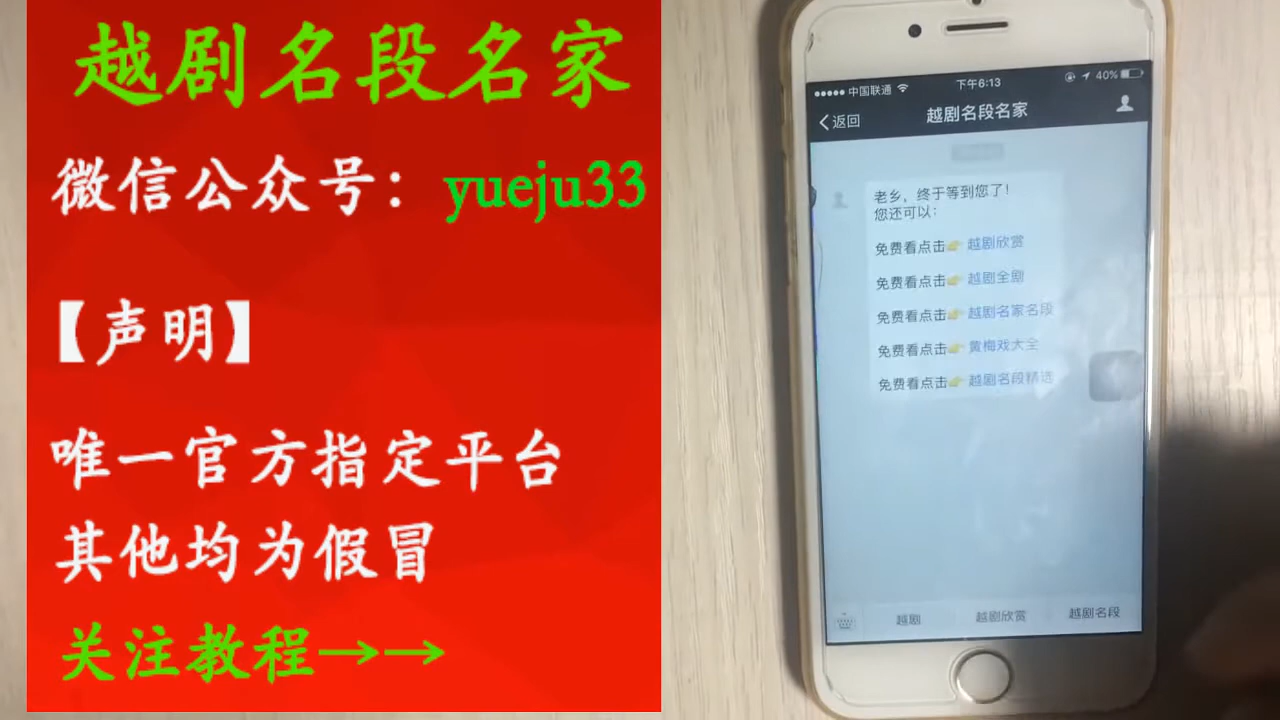 越剧名段名家
微信公众号：yueju33
【声明】
唯一官方指定平台
其他均为假冒
关注教程→→
中国联通 下午6:13 40%
返回 越剧名段名家
老乡，终于等到您了！
您还可以：
免费看点击👉越剧欣赏
免费看点击👉越剧全剧
免费看点击👉越剧名家名段
免费看点击👉黄梅戏大全
免费看点击👉越剧名段精选
越剧 越剧欣赏 越剧名段